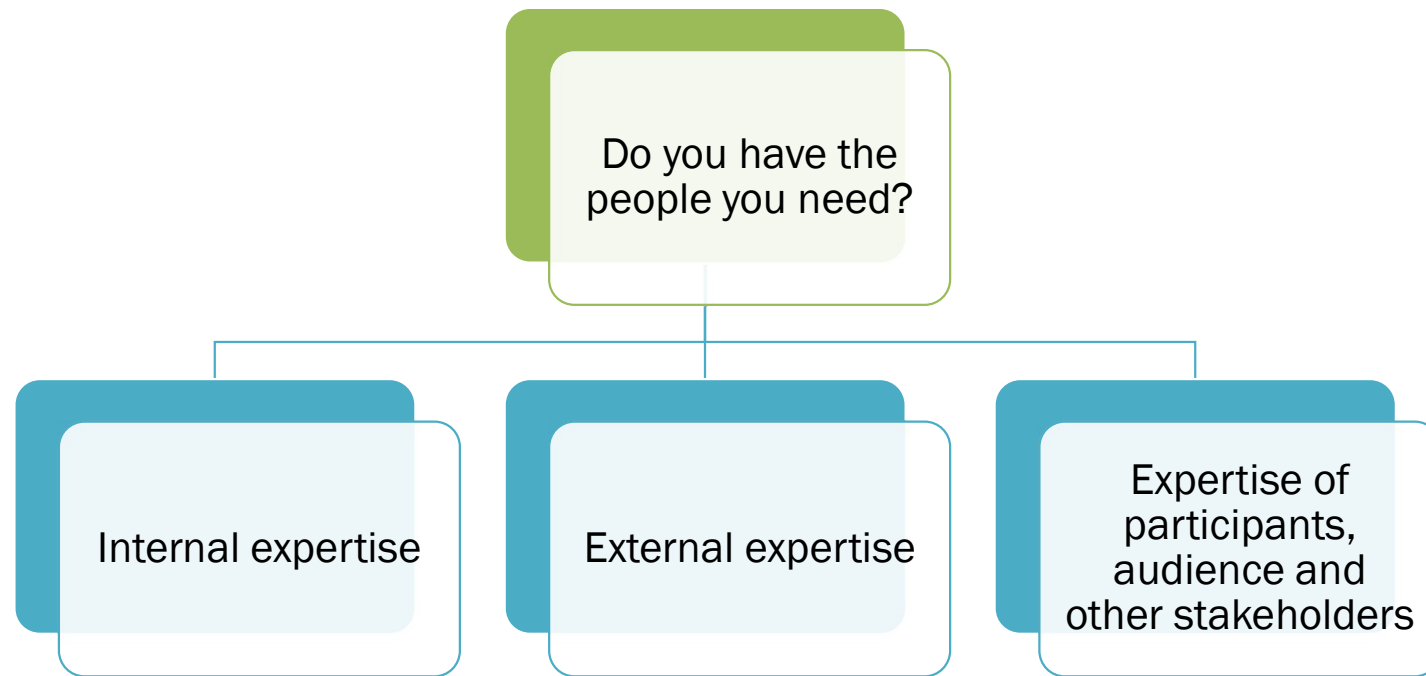 Do you have the
people you need?
Internal expertise
External expertise
Expertise of
participants,
audience and
other stakeholders